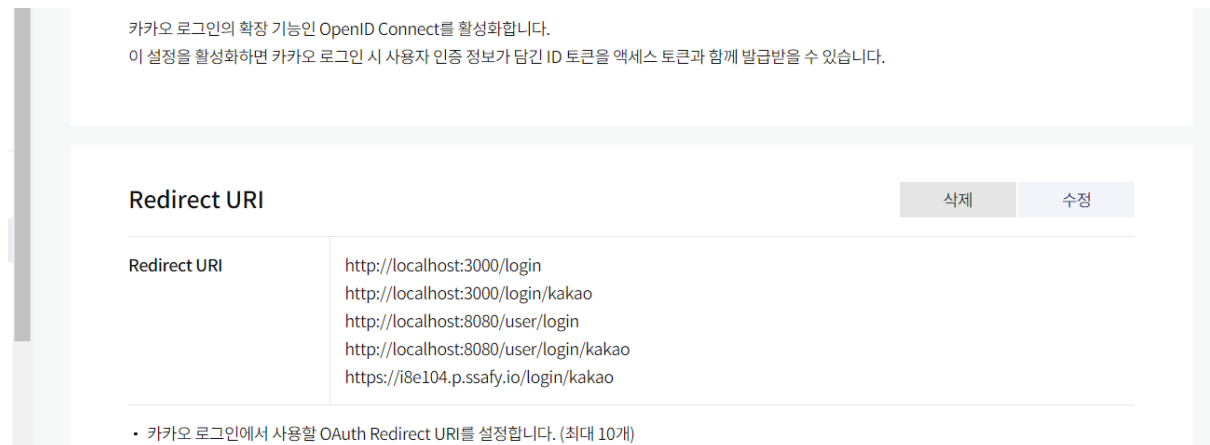 카카오 로그인의 확장 기능인 OpenID Connect를 활성화합니다.
이 설정을 활성화하면 카카오 로그인 시 사용자 인증 정보가 담긴 ID 토큰을 액세스 토큰과 함께 발급받을 수 있습니다.
Redirect URI
삭제
수정
Redirect URI
http://localhost:3000/login
http://localhost:3000/login/kakao
http://localhost:8080/user/login
http://localhost:8080/user/login/kakao
https://i8e104.p.ssafy.io/login/kakao
• 카카오 로그인에서 사용할 OAuth Redirect URI를 설정합니다. (최대 10개)